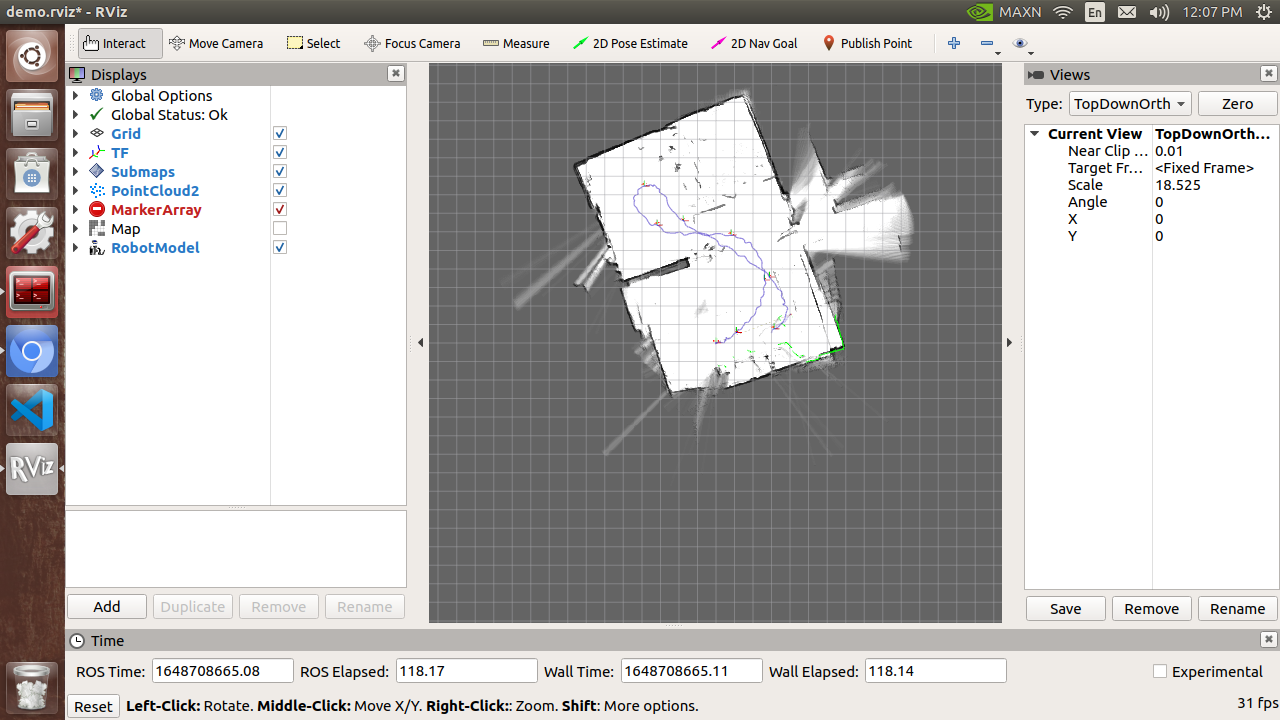 demo.rviz* - RViz
MAXN En 12:07 PM
Interact Move Camera Select Focus Camera Measure 2D Pose Estimate 2D Nav Goal Publish Point
Displays
Global Options
Global Status: Ok
Grid
TF
Submaps
PointCloud2
MarkerArray
Map
RobotModel
Add Duplicate Remove Rename
Views
Type: TopDownOrth Zero
Current View TopDownOrth...
Near Clip ... 0.01
Target Fr... <Fixed Frame>
Scale 18.525
Angle 0
X 0
Y 0
Save Remove Rename
RViz
Time
ROS Time: 1648708665.08 ROS Elapsed: 118.17 Wall Time: 1648708665.11 Wall Elapsed: 118.14 Experimental
Reset Left-Click: Rotate. Middle-Click: Move X/Y. Right-Click:: Zoom. Shift: More options. 31 fps